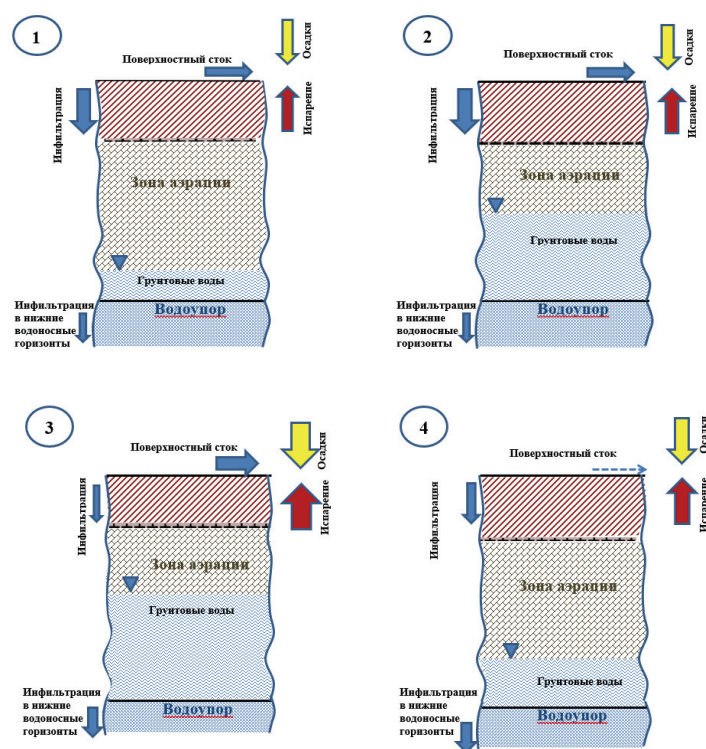 1
Поверхностный сток
Осадки
Инфильтрация
Испарение
Зона аэрации
Грунтовые воды
Инфильтрация
в нижние
водоносные
горизонты
Водоупор
2
Поверхностный сток
Осадки
Инфильтрация
Испарение
Зона аэрации
Грунтовые воды
Инфильтрация
в нижние
водоносные
горизонты
Водоупор
3
Поверхностный сток
Осадки
Инфильтрация
Испарение
Зона аэрации
Грунтовые воды
Инфильтрация
в нижние
водоносные
горизонты
Водоупор
4
Поверхностный сток
Осадки
Инфильтрация
Испарение
Зона аэрации
Грунтовые воды
Инфильтрация
в нижние
водоносные
горизонты
Водоупор